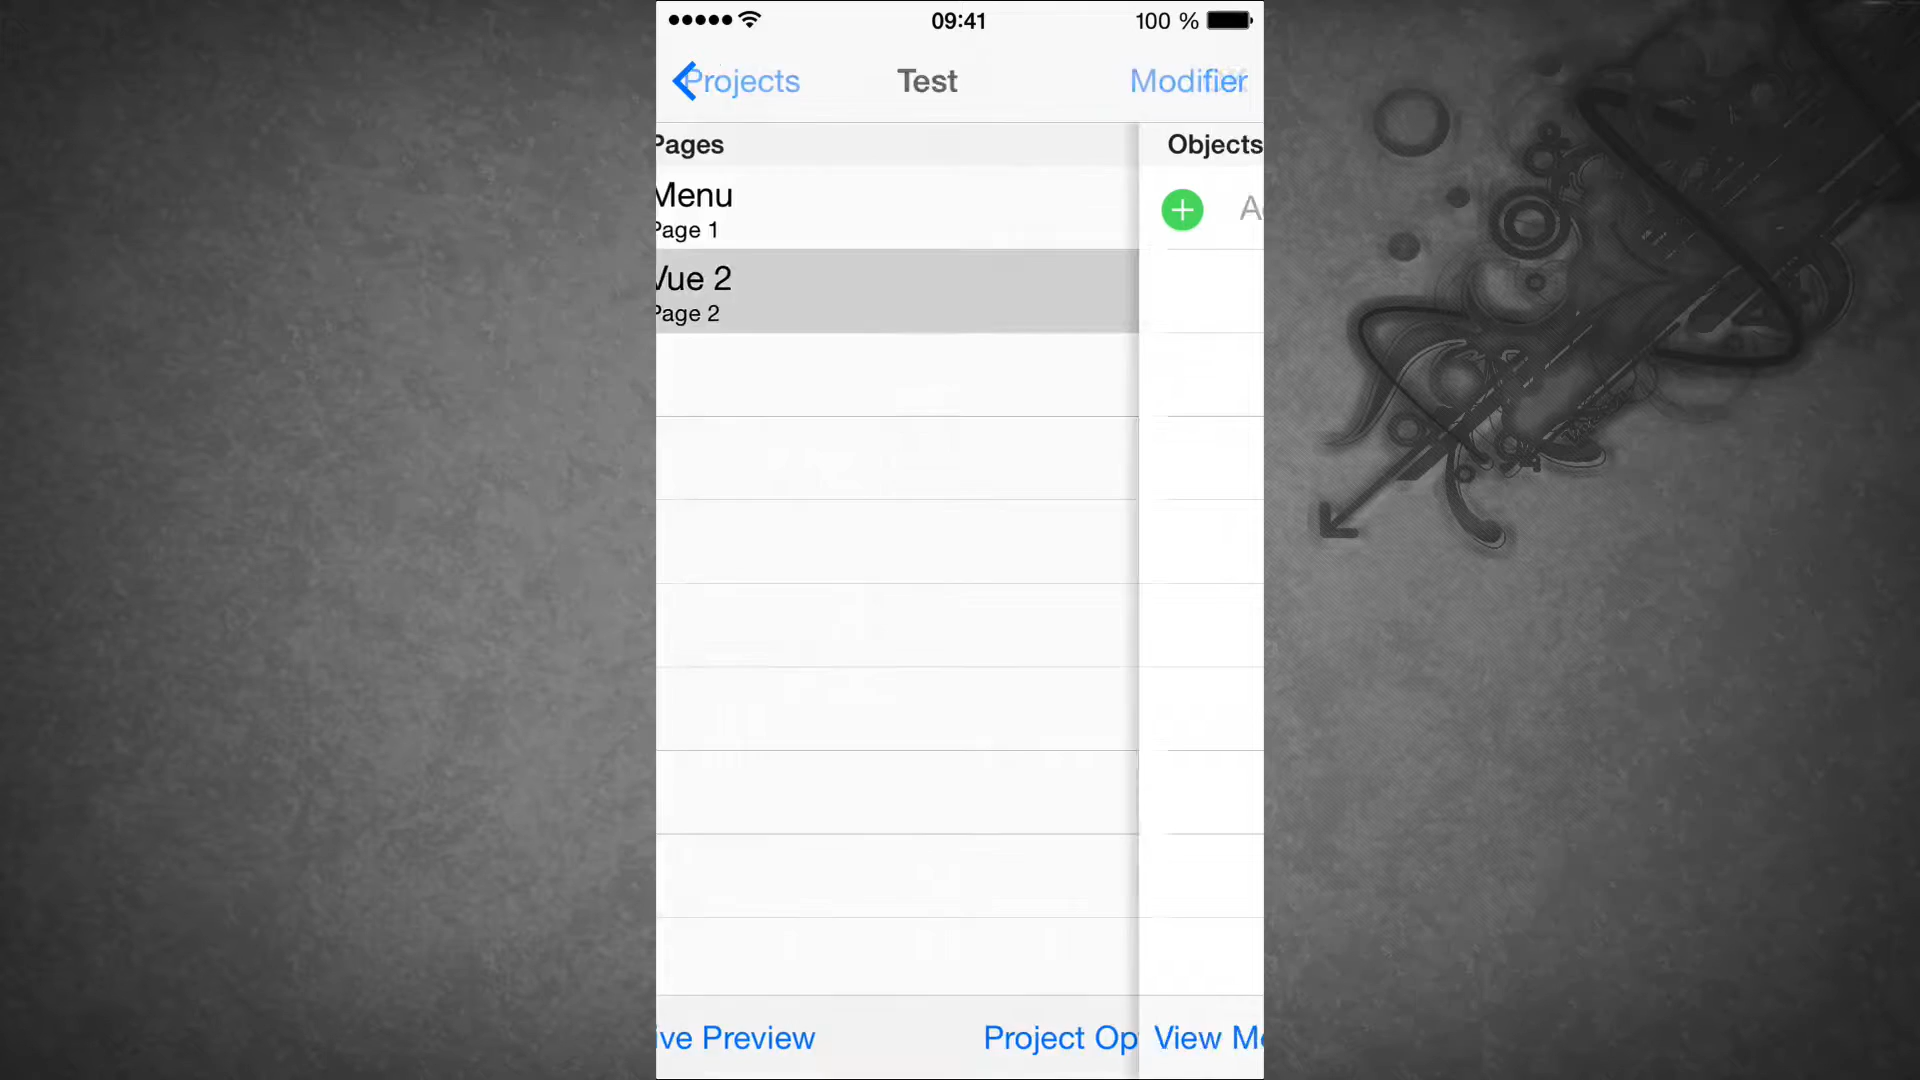 09:41 100 %
Projects Test Modifier
Pages Objects
Menu
Page 1
Vue 2
Page 2
ive Preview Project Op View M